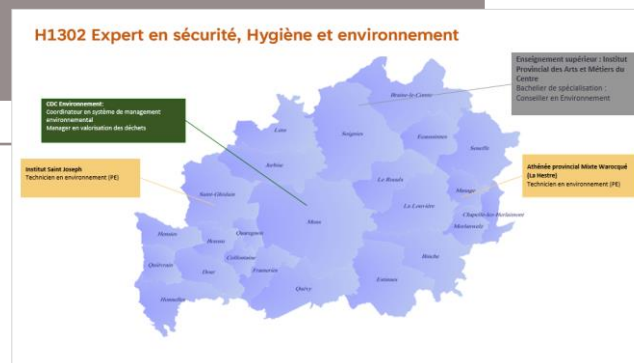 H1302 Expert en sécurité, Hygiène et environnement
Enseignement supérieur : Institut
Provincial des Arts et Métiers du
Centre
Bachelier de spécialisation :
Conseiller en Environnement
CDC Environnement:
Coordinateur en système de management
environnemental
Manager en valorisation des déchets
Institut Saint Joseph
Technicien en environnement (PE)
Athénée provincial Mixte Warocqué
(La Hestre)
Technicien en environnement (PE)
Braine-le-Comte
Lens
Soignies
Ecaussinnes
Seneffe
Jurbise
Le Roeulx
Saint-Ghislain
Manage
La Louvière
Chapelle-lez-Herlaimont
Mons
Morlanwelz
Hensies
Quaregnon
Boussu
Binche
Colfontaine
Quiévrain
Dour
Frameries
Estinnes
Quévy
Honnelles